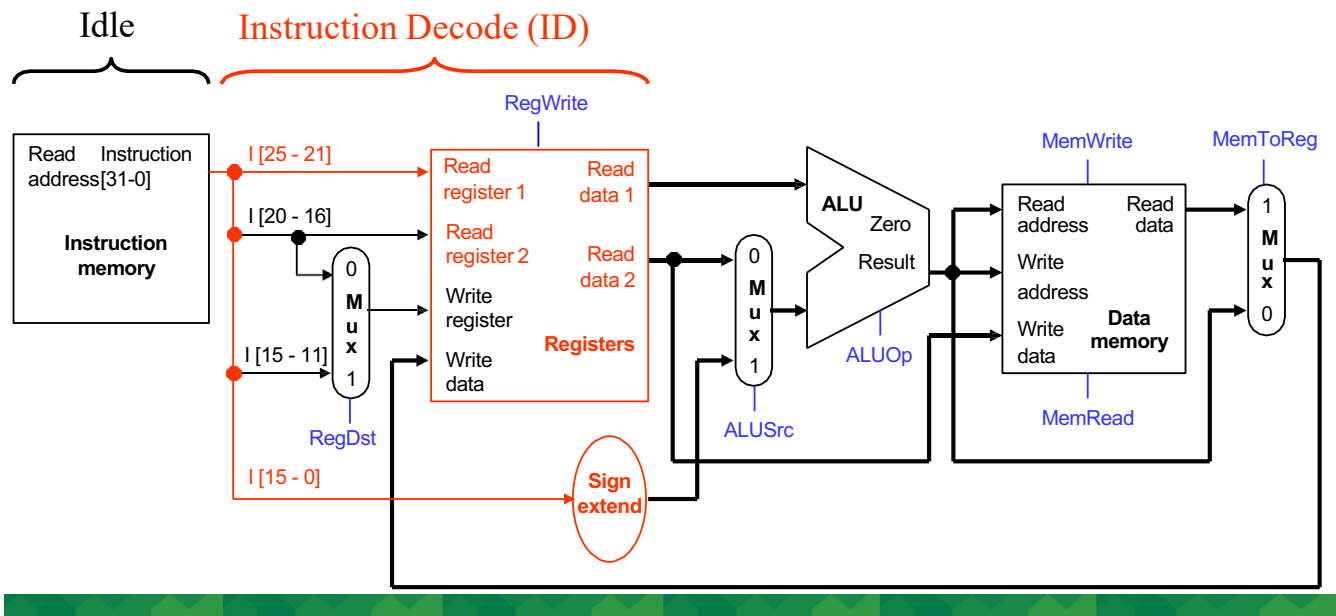 Idle
Instruction Decode (ID)
RegWrite
Read Instruction
address[31-0]
Instruction
memory
I [25 - 21]
I [20 - 16]
I [15 - 11]
I [15 - 0]
0
M
u
x
1
RegDst
Read
register 1
Read
data 1
Read
register 2
Read
data 2
Write
register
Registers
Write
data
Sign
extend
0
M
u
x
1
ALUSrc
ALU
Zero
Result
ALUOp
MemWrite
Read
address
Read
data
Write
address
Write
data
Data
memory
MemRead
MemToReg
1
M
u
x
0